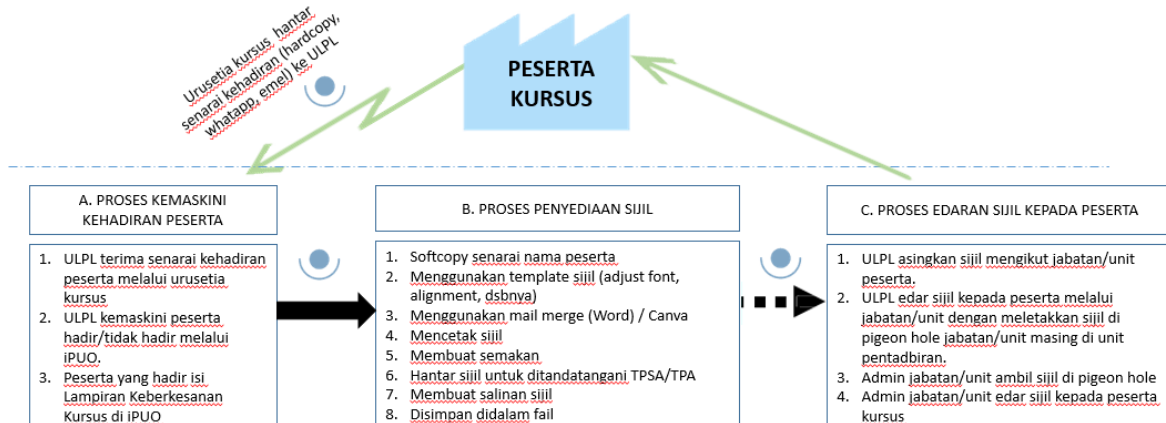 Urusetia kursus hantar
senarai kehadiran (hardcopy,
whatapp, emel) ke ULPL
PESERTA
KURSUS
A. PROSES KEMASKINI
KEHADIRAN PESERTA
1. ULPL terima senarai kehadiran
peserta melalui urusetia
kursus
2. ULPL kemaskini peserta
hadir/tidak hadir melalui
iPUO.
3. Peserta yang hadir isi
Lampiran Keberkesanan
Kursus di iPUO
B. PROSES PENYEDIAAN SIJIL
1. Softcopy senarai nama peserta
2. Menggunakan template sijil (adjust font,
alignment, dsbnya)
3. Menggunakan mail merge (Word) / Canva
4. Mencetak sijil
5. Membuat semakan
6. Hantar sijil untuk ditandatangani TPSA/TPA
7. Membuat salinan sijil
8. Disimpan didalam fail
C. PROSES EDARAN SIJIL KEPADA PESERTA
1. ULPL asingkan sijil mengikut jabatan/unit
peserta.
2. ULPL edar sijil kepada peserta melalui
jabatan/unit dengan meletakkan sijil di
pigeon hole jabatan/unit masing di unit
pentadbiran.
3. Admin jabatan/unit ambil sijil di pigeon hole
4. Admin jabatan/unit edar sijil kepada peserta
kursus